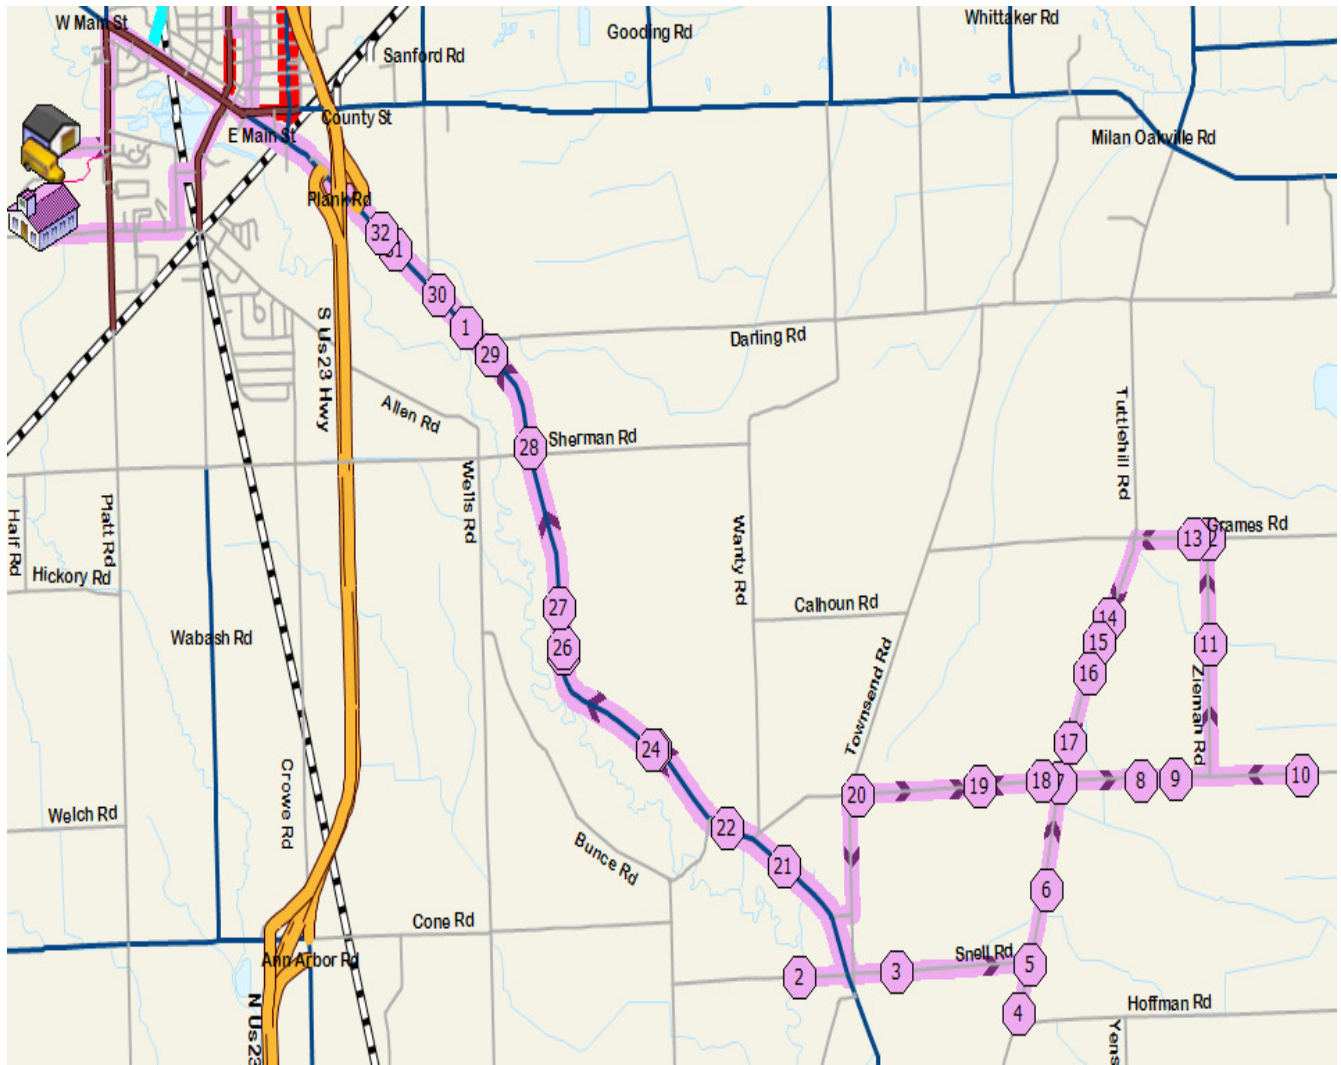 W Main St
Whittaker Rd
Gooding Rd
Sanford Rd
County St
E Main St
Milan Oakville Rd
Plank Rd
32
31
30
1
29
S Us23 Hwy
Darling Rd
Allen Rd
28
Sherman Rd
Tuttlehill Rd
Wells Rd
Platt Rd
Half Rd
Wanty Rd
13
Grames Rd
Hickory Rd
27
Calhoun Rd
14
Wabash Rd
26
15
11
16
Zieman Rd
Townsend Rd
17
24
Crowe Rd
20
19
18
7
8
9
10
Welch Rd
22
Bunce Rd
21
6
Cone Rd
Ann Arbor Rd
2
3
Snell Rd
5
4
Hoffman Rd
N Us23
Yens